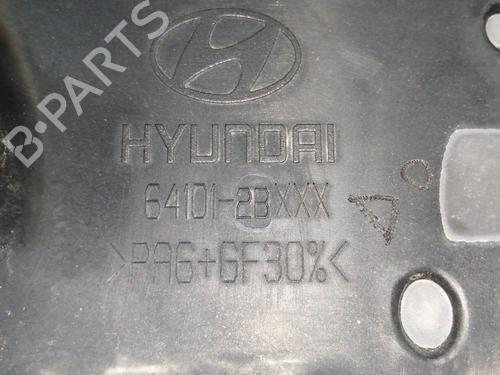 B-PARTS
HYUNDAI
64101-2BXXX
>PA6+GF30%<